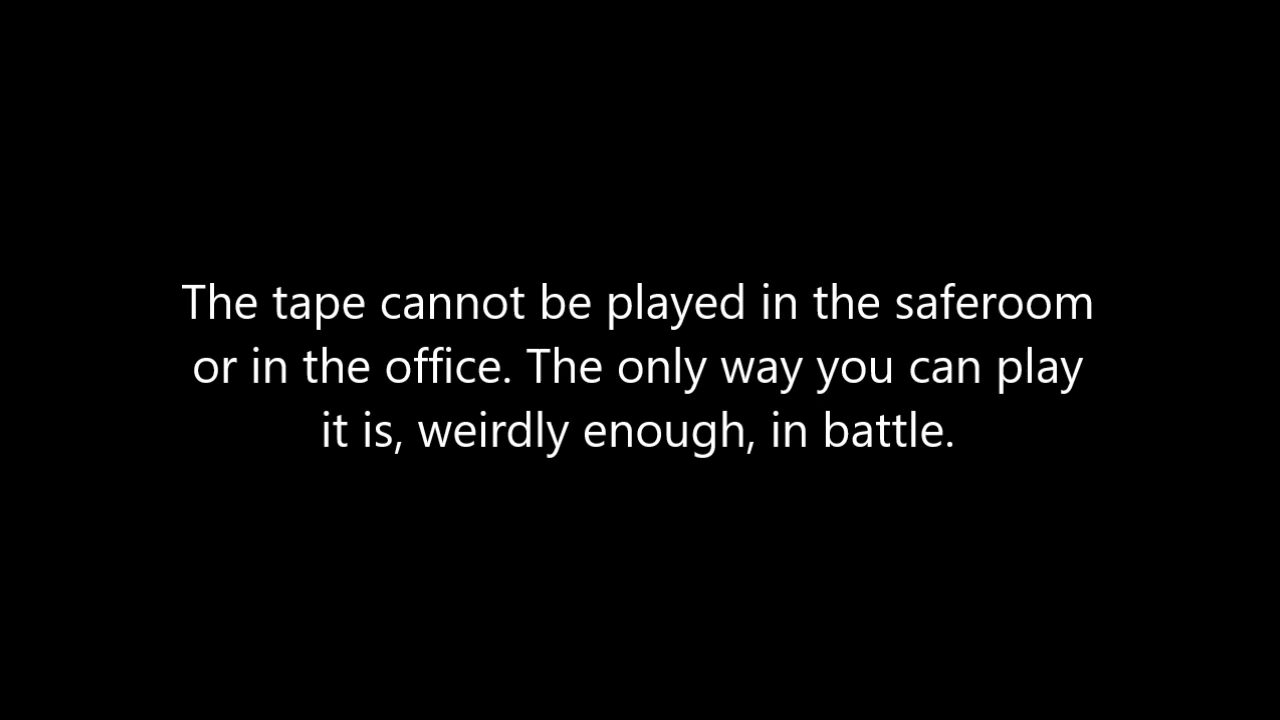 The tape cannot be played in the saferoom
or in the office. The only way you can play
it is, weirdly enough, in battle.